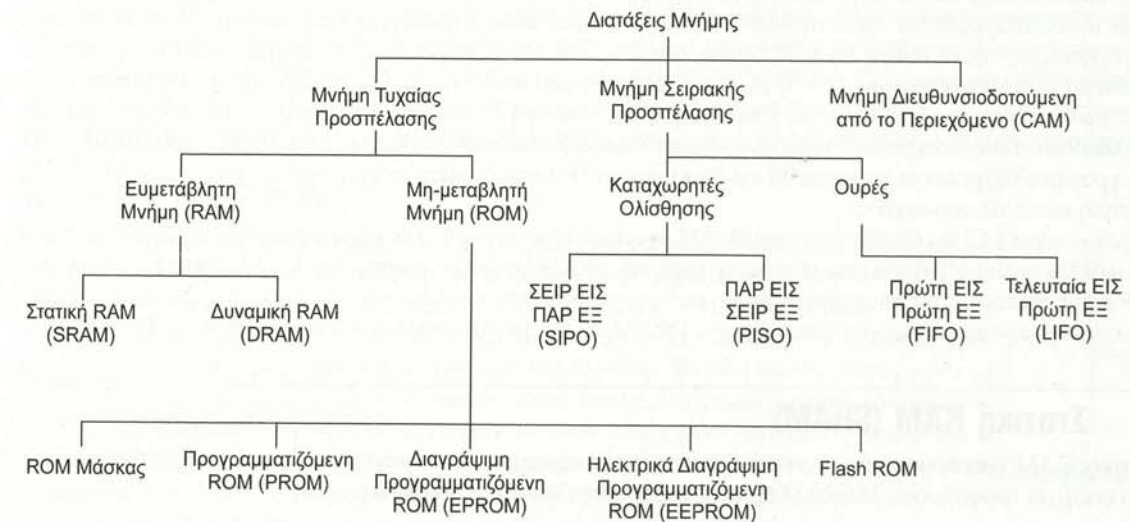 Διατάξεις Μνήμης
Μνήμη Τυχαίας
Προσπέλασης
Μνήμη Σειριακής
Προσπέλασης
Μνήμη Διευθυνσιοδοτούμενη
από το Περιεχόμενο (CAM)
Ευμετάβλητη
Μνήμη (RAM)
Μη-μεταβλητή
Μνήμη (ROM)
Καταχωρητές
Ολίσθησης
Ουρές
Στατική RAM
(SRAM)
Δυναμική RAM
(DRAM)
ΣΕΙΡ ΕΙΣ
ΠΑΡ ΕΞ
(SIPO)
ΠΑΡ ΕΙΣ
ΣΕΙΡ ΕΞ
(PISO)
Πρώτη ΕΙΣ
Πρώτη ΕΞ
(FIFO)
Τελευταία ΕΙΣ
Πρώτη ΕΞ
(LIFO)
ROM Μάσκας
Προγραμματιζόμενη
ROM (PROM)
Διαγράψιμη
Προγραμματιζόμενη
ROM (EPROM)
Ηλεκτρικά Διαγράψιμη
Προγραμματιζόμενη
ROM (EEPROM)
Flash ROM